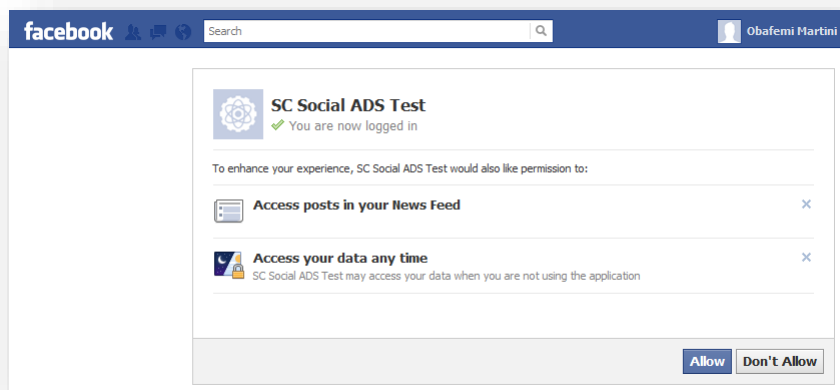 facebook Search Obafemi Martini
SC Social ADS Test
You are now logged in
To enhance your experience, SC Social ADS Test would also like permission to:
Access posts in your News Feed
Access your data any time
SC Social ADS Test may access your data when you are not using the application
Allow Don't Allow